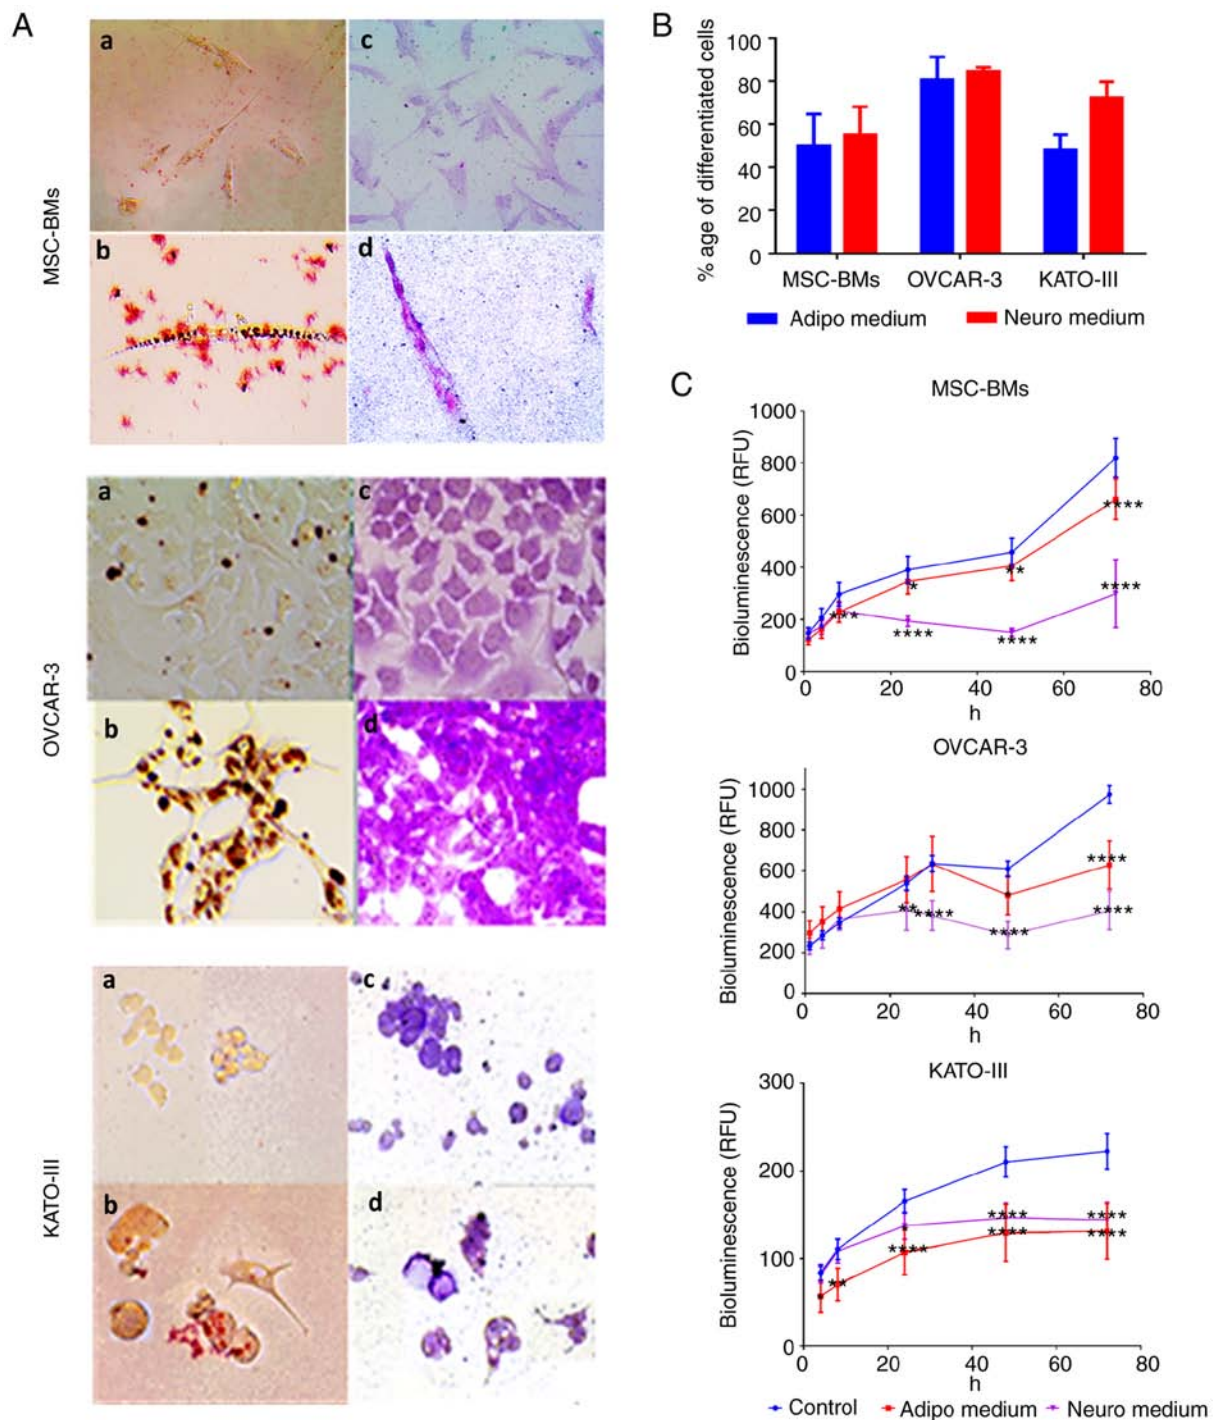 A
a
c
b
d
MSC-BMs
a
c
b
d
OVCAR-3
a
c
b
d
KATO-III
B
% age of differentiated cells
100
80
60
40
20
0
MSC-BMs OVCAR-3 KATO-III
Adipo medium Neuro medium
C
MSC-BMs
Bioluminescence (RFU)
1000
800
600
400
200
0
***
*
****
**
****
****
****
0 20 40 60 80
h
OVCAR-3
Bioluminescence (RFU)
1000
800
600
400
200
0
**
****
****
****
****
0 20 40 60 80
h
KATO-III
Bioluminescence (RFU)
300
200
100
0
**
****
****
****
****
****
0 20 40 60 80
h
Control Adipo medium Neuro medium